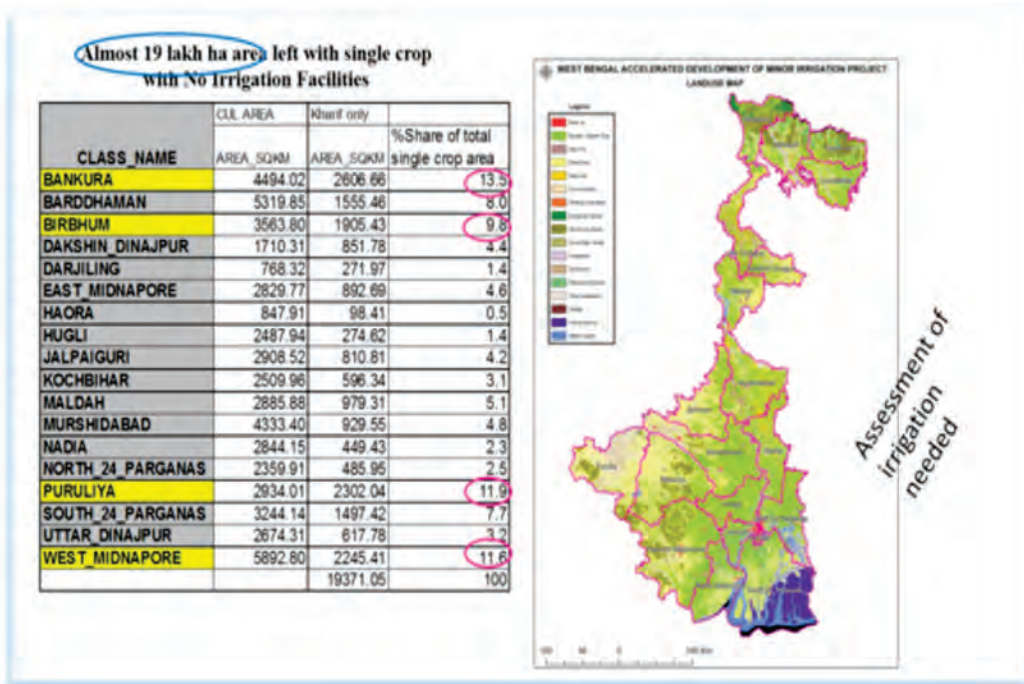 Almost 19 lakh ha area left with single crop
with No Irrigation Facilities
CUL AREA Kharif only
CLASS_NAME AREA_SQKM AREA_SQKM %Share of total single crop area
BANKURA 4494.02 2606.66 13.5
BARDDHAMAN 5319.85 1555.46 8.0
BIRBHUM 3563.80 1905.43 9.8
DAKSHIN_DINAJPUR 1710.31 851.78 4.4
DARJILING 768.32 271.97 1.4
EAST_MIDNAPORE 2829.77 892.69 4.6
HAORA 847.91 98.41 0.5
HUGLI 2487.94 274.62 1.4
JALPAIGURI 2908.52 810.81 4.2
KOCHBIHAR 2509.96 596.34 3.1
MALDAH 2885.88 979.31 5.1
MURSHIDABAD 4333.40 929.55 4.8
NADIA 2844.15 449.43 2.3
NORTH_24_PARGANAS 2359.91 485.95 2.5
PURULIYA 2934.01 2302.04 11.9
SOUTH_24_PARGANAS 3244.14 1497.42 7.7
UTTAR_DINAJPUR 2674.31 617.78 3.2
WEST_MIDNAPORE 5892.80 2245.41 11.6
19371.05 100
WEST BENGAL ACCELERATED DEVELOPMENT OF MINOR IRRIGATION PROJECT
LANDUSE MAP
Legend
Assessment of
irrigation
needed